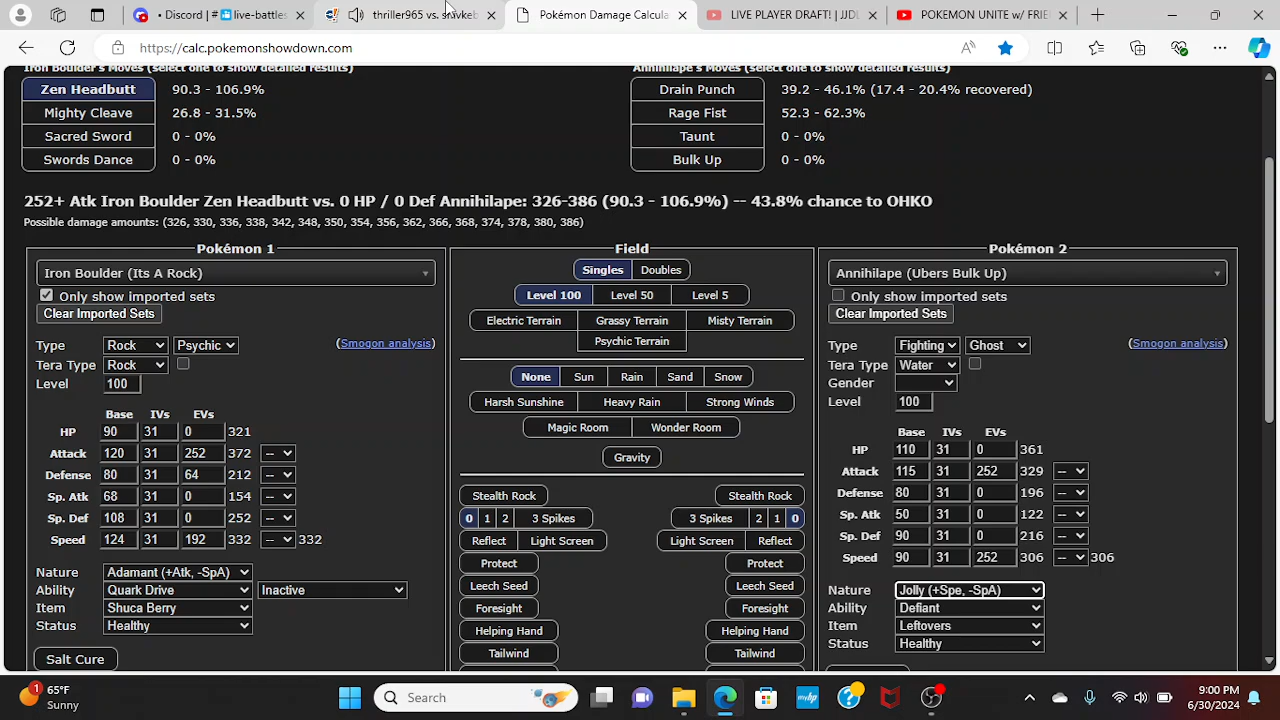 Discord | # live-battles
thriller965 vs. snakeb
Pokémon Damage Calcula
LIVE PLAYER DRAFT! | JDL
POKEMON UNITE w/ FRIE
https://calc.pokemonshowdown.com
Iron Boulder's Moves (select one to show detailed results)
Annihilape's Moves (select one to show detailed results)
Zen Headbutt 90.3 - 106.9% Drain Punch 39.2 - 46.1% (17.4 - 20.4% recovered)
Mighty Cleave 26.8 - 31.5% Rage Fist 52.3 - 62.3%
Sacred Sword 0 - 0% Taunt 0 - 0%
Swords Dance 0 - 0% Bulk Up 0 - 0%
252+ Atk Iron Boulder Zen Headbutt vs. 0 HP / 0 Def Annihilape: 326-386 (90.3 - 106.9%) -- 43.8% chance to OHKO
Possible damage amounts: (326, 330, 336, 338, 342, 348, 350, 354, 356, 362, 366, 368, 374, 378, 380, 386)
Pokémon 1
Iron Boulder (Its A Rock)
Only show imported sets
Clear Imported Sets
Type Rock Psychic (Smogon analysis)
Tera Type Rock
Level 100
Base IVs EVs
HP 90 31 0 321
Attack 120 31 252 372 --
Defense 80 31 64 212 --
Sp. Atk 68 31 0 154 --
Sp. Def 108 31 0 252 --
Speed 124 31 192 332 -- 332
Nature Adamant (+Atk, -SpA)
Ability Quark Drive Inactive
Item Shuca Berry
Status Healthy
Salt Cure
Field
Singles Doubles
Level 100 Level 50 Level 5
Electric Terrain Grassy Terrain Misty Terrain
Psychic Terrain
None Sun Rain Sand Snow
Harsh Sunshine Heavy Rain Strong Winds
Magic Room Wonder Room
Gravity
Stealth Rock Stealth Rock
0 1 2 3 Spikes 3 Spikes 2 1 0
Reflect Light Screen Light Screen Reflect
Protect Protect
Leech Seed Leech Seed
Foresight Foresight
Helping Hand Helping Hand
Tailwind Tailwind
Pokémon 2
Annihilape (Ubers Bulk Up)
Only show imported sets
Clear Imported Sets
Type Fighting Ghost (Smogon analysis)
Tera Type Water
Gender
Level 100
Base IVs EVs
HP 110 31 0 361
Attack 115 31 252 329 --
Defense 80 31 0 196 --
Sp. Atk 50 31 0 122 --
Sp. Def 90 31 0 216 --
Speed 90 31 252 306 -- 306
Nature Jolly (+Spe, -SpA)
Ability Defiant
Item Leftovers
Status Healthy
1
65°F
Sunny
Search
myhp
9:00 PM
6/30/2024